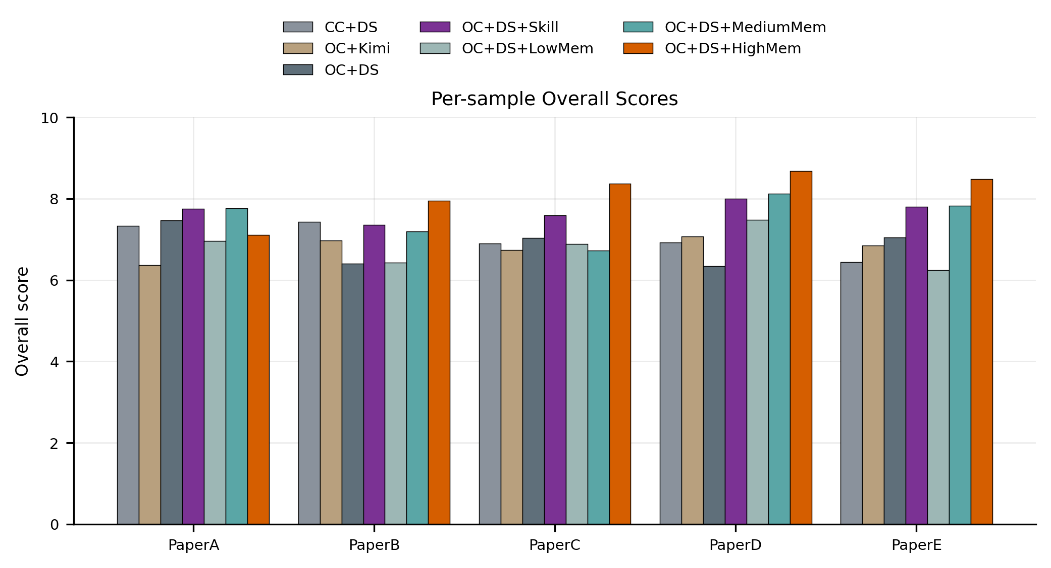 CC+DS
OC+Kimi
OC+DS
OC+DS+Skill
OC+DS+LowMem
OC+DS+MediumMem
OC+DS+HighMem
Per-sample Overall Scores
Overall score
10
8
6
4
2
0
PaperA
PaperB
PaperC
PaperD
PaperE